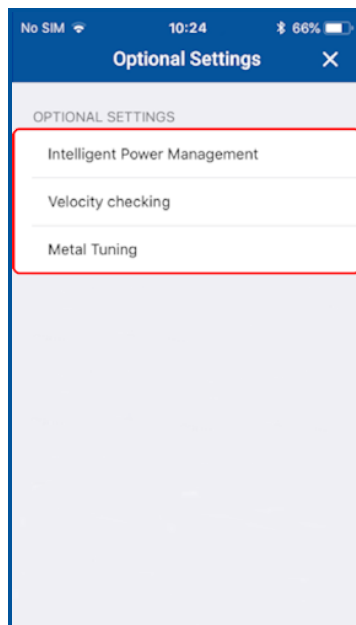 No SIM 10:24 66%
Optional Settings
OPTIONAL SETTINGS
Intelligent Power Management
Velocity checking
Metal Tuning